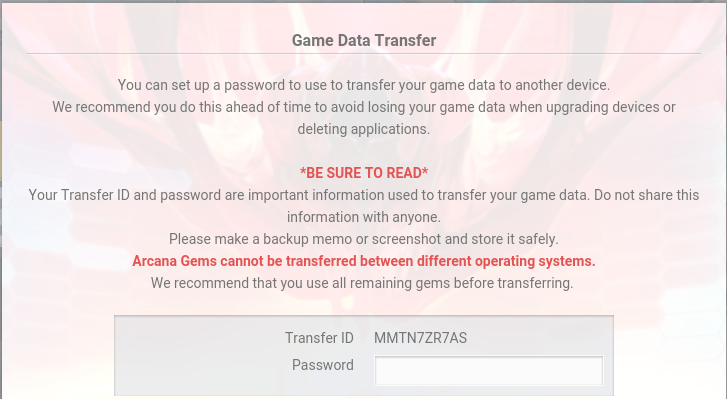 Game Data Transfer
You can set up a password to use to transfer your game data to another device.
We recommend you do this ahead of time to avoid losing your game data when upgrading devices or
deleting applications.
*BE SURE TO READ*
Your Transfer ID and password are important information used to transfer your game data. Do not share this
information with anyone.
Please make a backup memo or screenshot and store it safely.
Arcana Gems cannot be transferred between different operating systems.
We recommend that you use all remaining gems before transferring.
Transfer ID MMTN7ZR7AS
Password